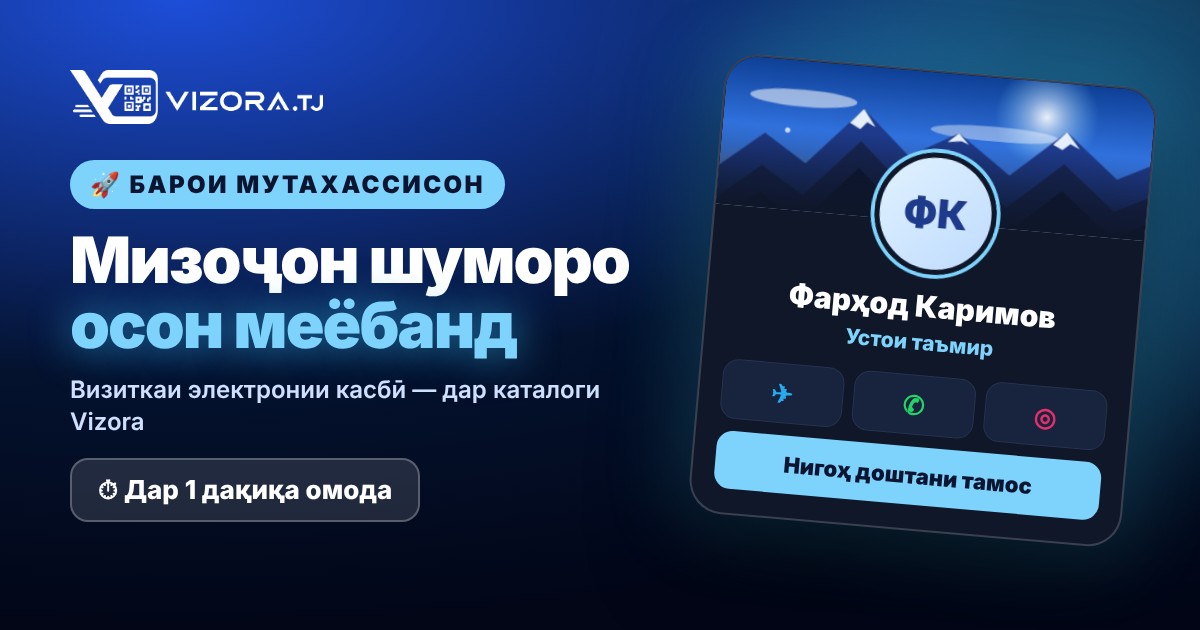 VIZORA.TJ
🚀 БАРОИ МУТАХАССИСОН
Мизоҷон шуморо
осон меёбанд
Визиткаи электронии касбӣ — дар каталоги
Vizora
⏱ Дар 1 дақиқа омода
ФК
Фарҳод Каримов
Устои таъмир
Нигоҳ доштани тамос